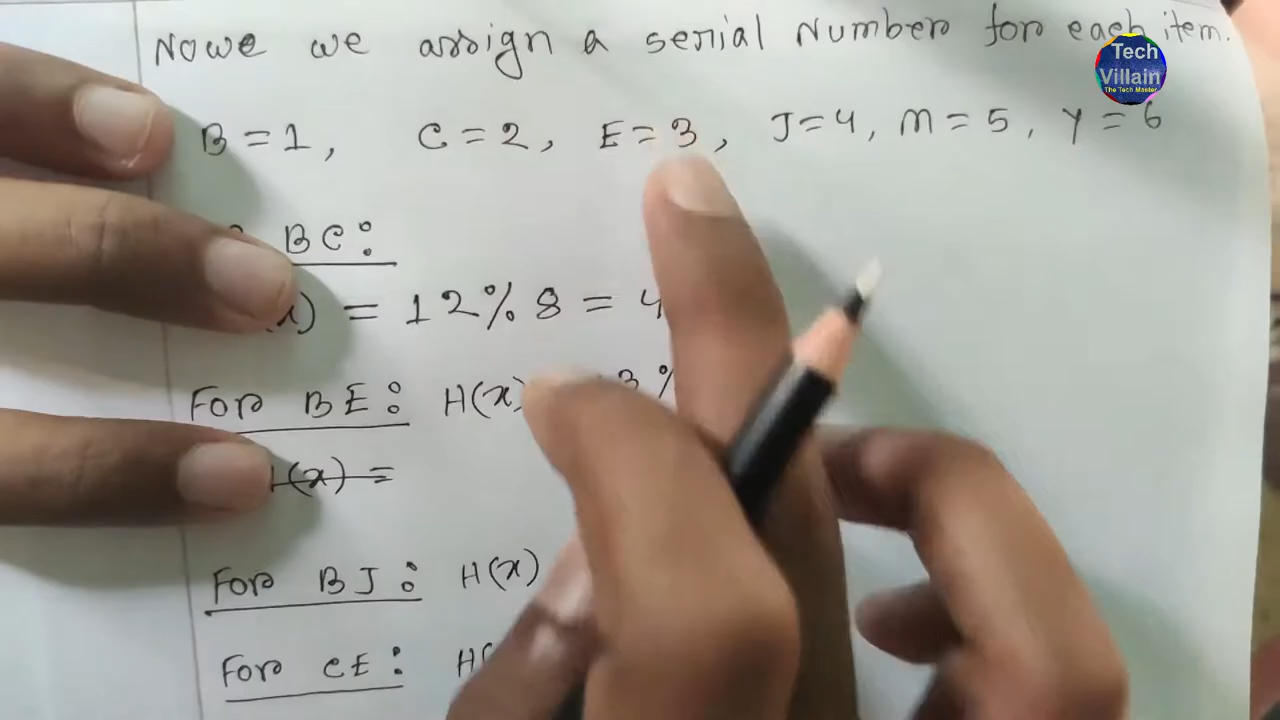 Nowe we assign a serial Number for each item.
Tech Villain
The Tech Master
B = 1, C = 2, E = 3, J = 4, M = 5, Y = 6
BC:
x) = 12 % 8 = 4
For BE: H(x) 3 %
H(x) =
For BJ: H(x)
For CE: H(